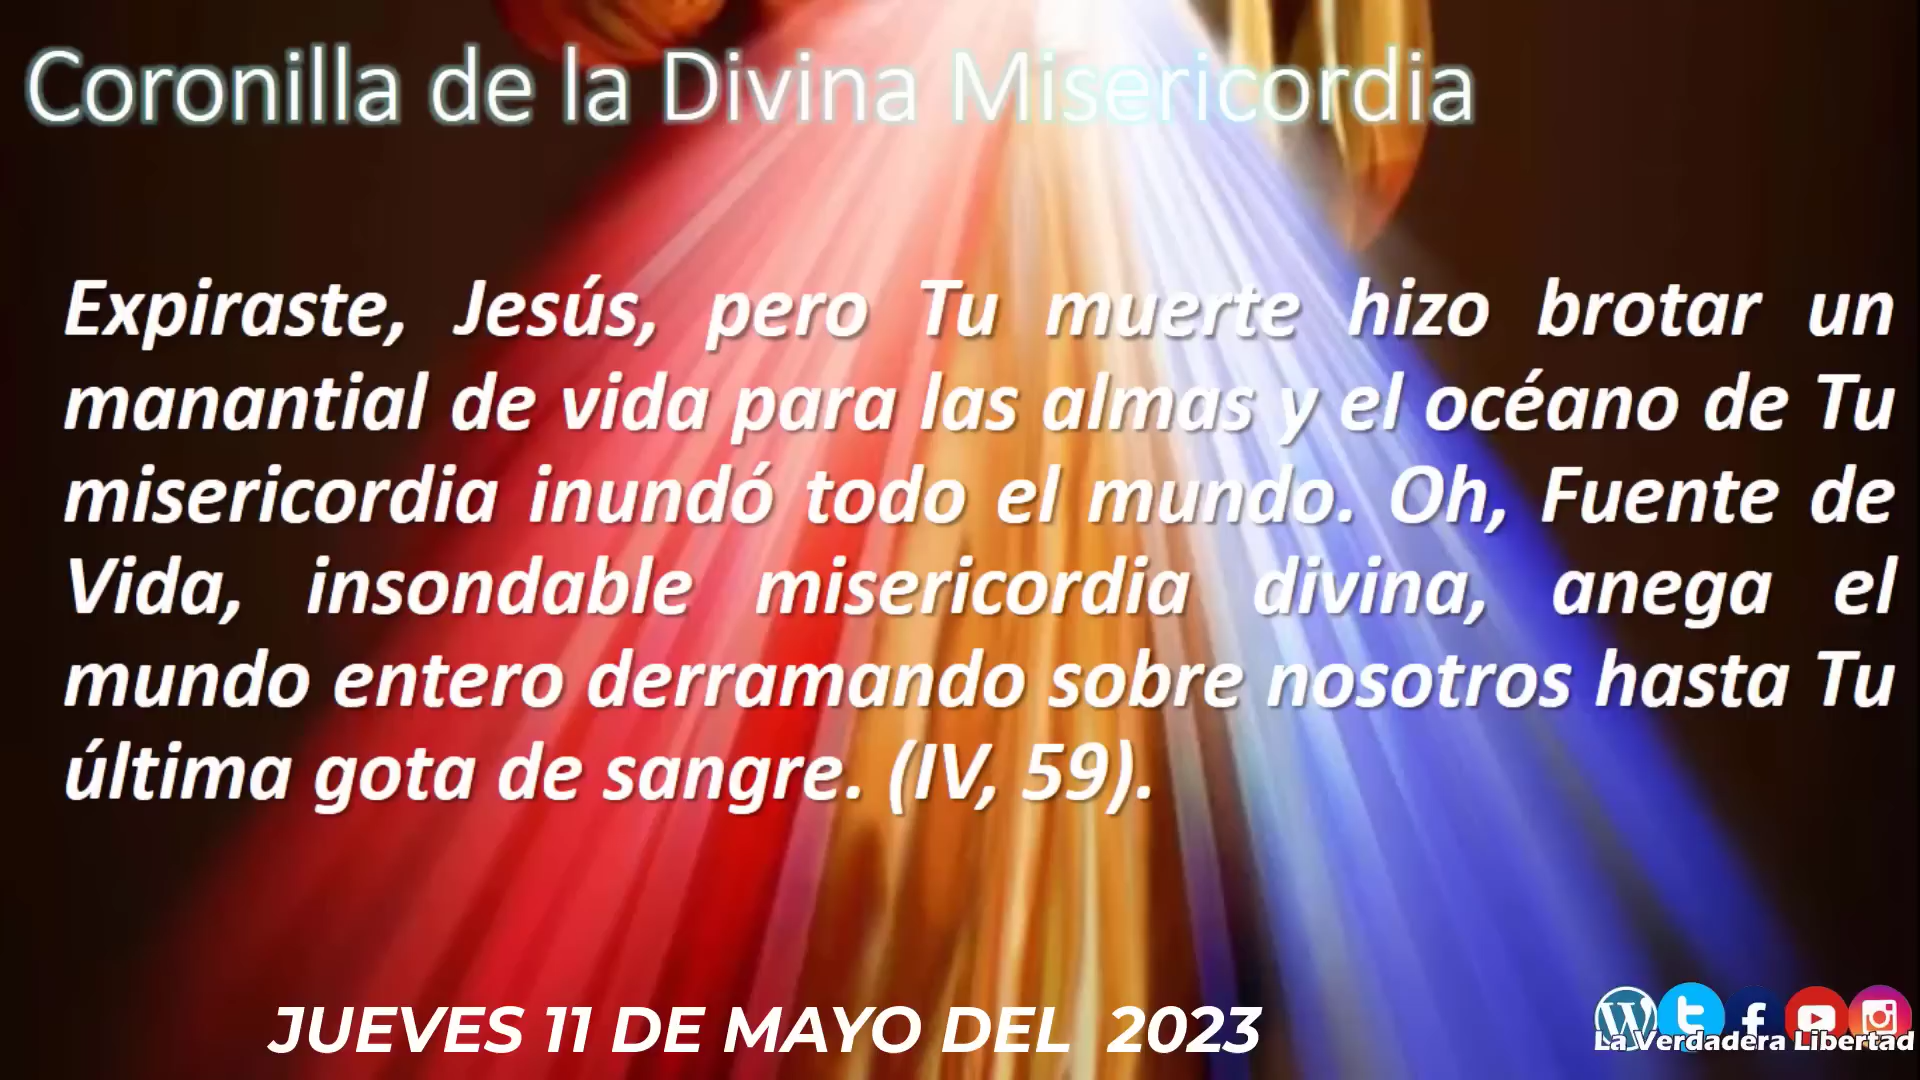 Coronilla de la Divina Misericordia
Expiraste, Jesús, pero Tu muerte hizo brotar un
manantial de vida para las almas y el océano de Tu
misericordia inundó todo el mundo. Oh, Fuente de
Vida, insondable misericordia divina, anega el
mundo entero derramando sobre nosotros hasta Tu
última gota de sangre. (IV, 59).
JUEVES 11 DE MAYO DEL 2023
La Verdadera Libertad